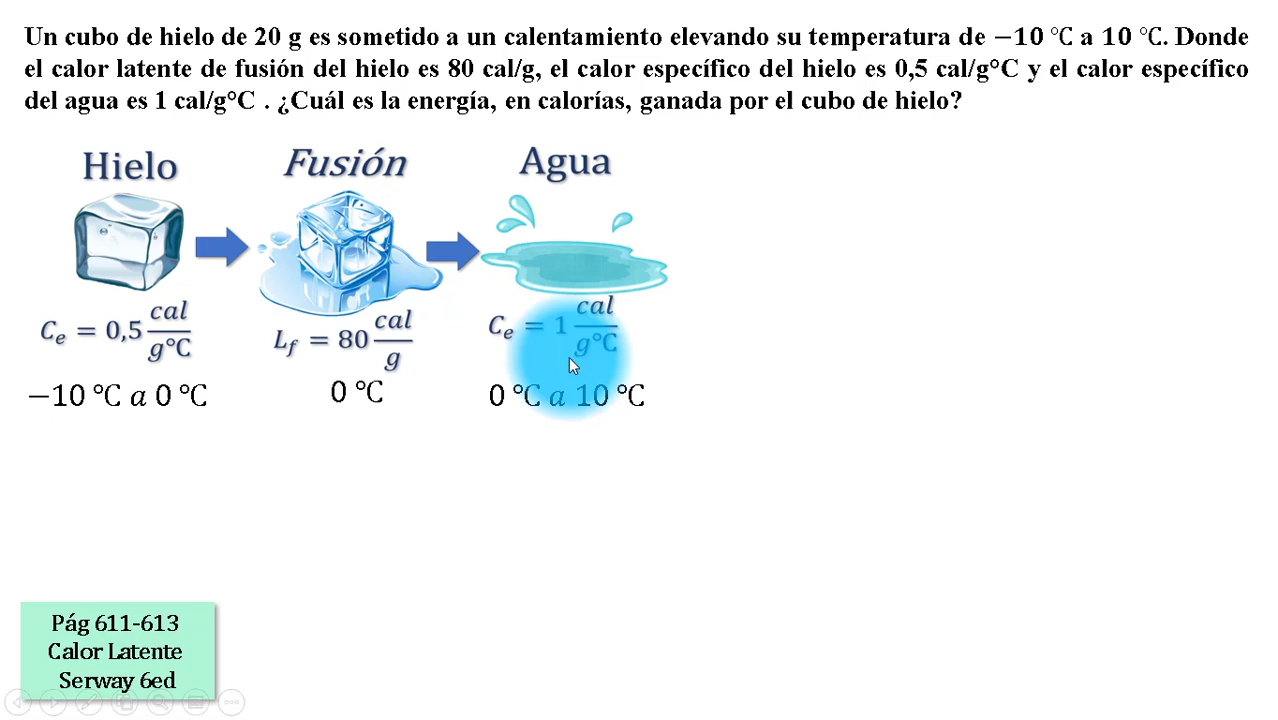 Un cubo de hielo de 20 g es sometido a un calentamiento elevando su temperatura de −10 °C a 10 °C. Donde
el calor latente de fusión del hielo es 80 cal/g, el calor específico del hielo es 0,5 cal/g°C y el calor específico
del agua es 1 cal/g°C . ¿Cuál es la energía, en calorías, ganada por el cubo de hielo?
Hielo
Fusión
Agua
Cₑ = 0,5 cal/g°C
L_f = 80 cal/g
Cₑ = 1 cal/g°C
−10 °C a 0 °C
0 °C
0 °C a 10 °C
Pág 611-613
Calor Latente
Serway 6ed